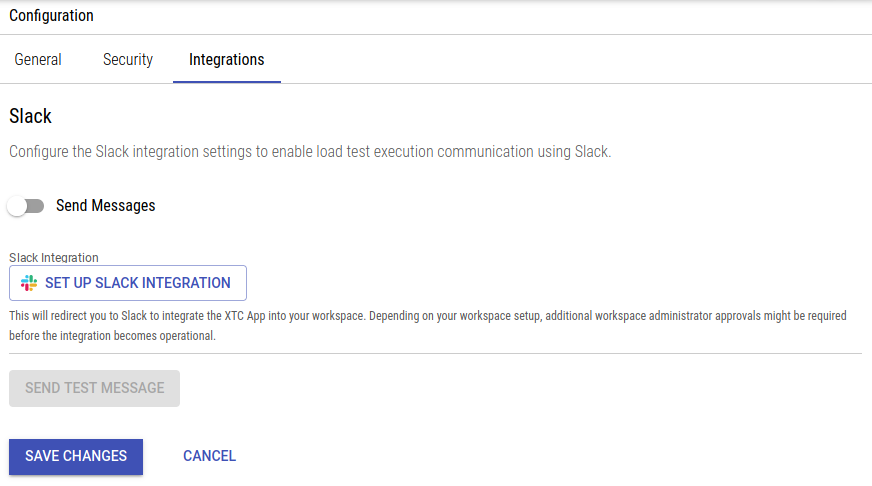 Configuration
General Security Integrations
Slack
Configure the Slack integration settings to enable load test execution communication using Slack.
Send Messages
Slack Integration
SET UP SLACK INTEGRATION
This will redirect you to Slack to integrate the XTC App into your workspace. Depending on your workspace setup, additional workspace administrator approvals might be required
before the integration becomes operational.
SEND TEST MESSAGE
SAVE CHANGES CANCEL